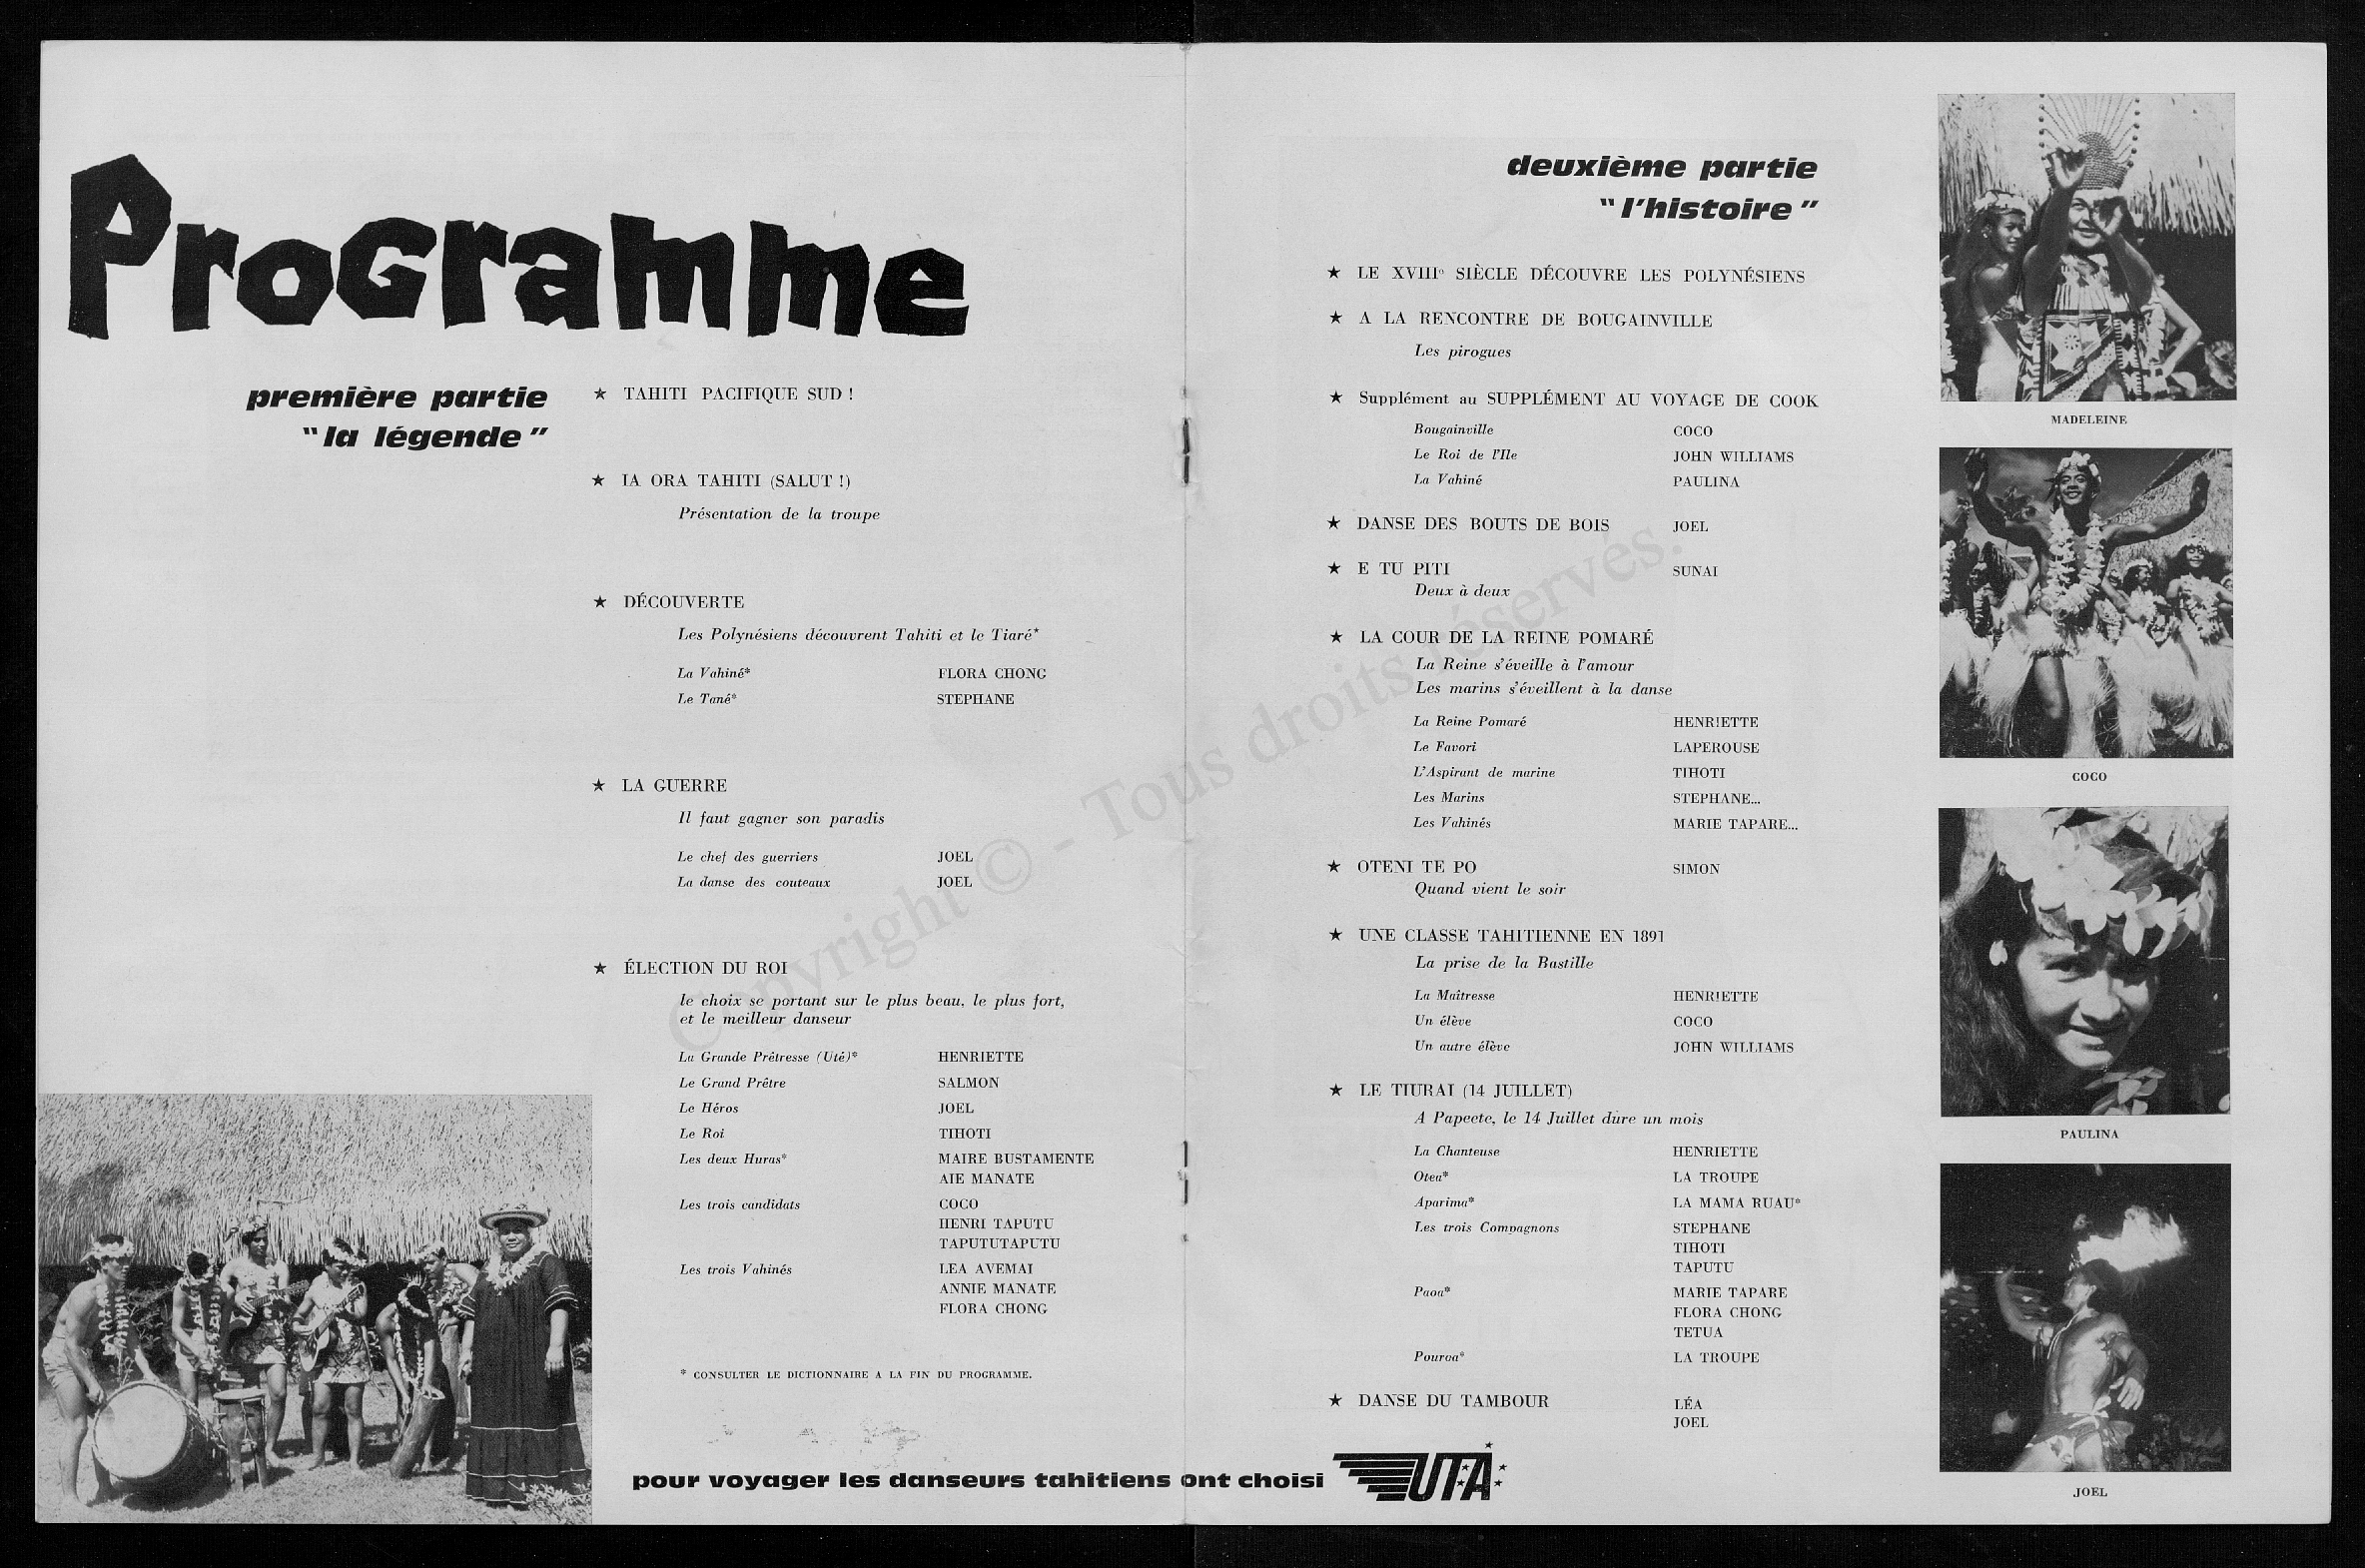 Programme
première partie
"la légende"
★ TAHITI PACIFIQUE SUD !
★ IA ORA TAHITI (SALUT !)
Présentation de la troupe
★ DÉCOUVERTE
Les Polynésiens découvrent Tahiti et le Tiaré*
La Vahiné* FLORA CHONG
Le Tané* STEPHANE
★ LA GUERRE
Il faut gagner son paradis
Le chef des guerriers JOEL
La danse des couteaux JOEL
★ ÉLECTION DU ROI
le choix se portant sur le plus beau, le plus fort,
et le meilleur danseur
La Grande Prêtresse (Uté)* HENRIETTE
Le Grand Prêtre SALMON
Le Héros JOEL
Le Roi TIHOTI
Les deux Huras* MAIRE BUSTAMENTE
AIE MANATE
Les trois candidats COCO
HENRI TAPUTU
TAPUTUTAPUTU
Les trois Vahinés LEA AVEMAI
ANNIE MANATE
FLORA CHONG
* CONSULTER LE DICTIONNAIRE A LA FIN DU PROGRAMME.
pour voyager les danseurs tahitiens ont choisi UTA
deuxième partie
"l'histoire"
★ LE XVIIIe SIÈCLE DÉCOUVRE LES POLYNÉSIENS
★ A LA RENCONTRE DE BOUGAINVILLE
Les pirogues
★ Supplément au SUPPLÉMENT AU VOYAGE DE COOK
Bougainville COCO
Le Roi de l'Ile JOHN WILLIAMS
La Vahiné PAULINA
★ DANSE DES BOUTS DE BOIS JOEL
★ E TU PITI SUNAI
Deux à deux
★ LA COUR DE LA REINE POMARÉ
La Reine s'éveille à l'amour
Les marins s'éveillent à la danse
La Reine Pomaré HENRIETTE
Le Favori LAPEROUSE
L'Aspirant de marine TIHOTI
Les Marins STEPHANE...
Les Vahinés MARIE TAPARE...
★ OTENI TE PO SIMON
Quand vient le soir
★ UNE CLASSE TAHITIENNE EN 1891
La prise de la Bastille
La Maîtresse HENRIETTE
Un élève COCO
Un autre élève JOHN WILLIAMS
★ LE TIURAI (14 JUILLET)
A Papeete, le 14 Juillet dure un mois
La Chanteuse HENRIETTE
Otea* LA TROUPE
Aparima* LA MAMA RUAU*
Les trois Compagnons STEPHANE
TIHOTI
TAPUTU
Paoa* MARIE TAPARE
FLORA CHONG
TETUA
Pouroa* LA TROUPE
★ DANSE DU TAMBOUR LÉA
JOEL
MADELEINE
COCO
PAULINA
JOEL
Copyright © - Tous droits réservés.